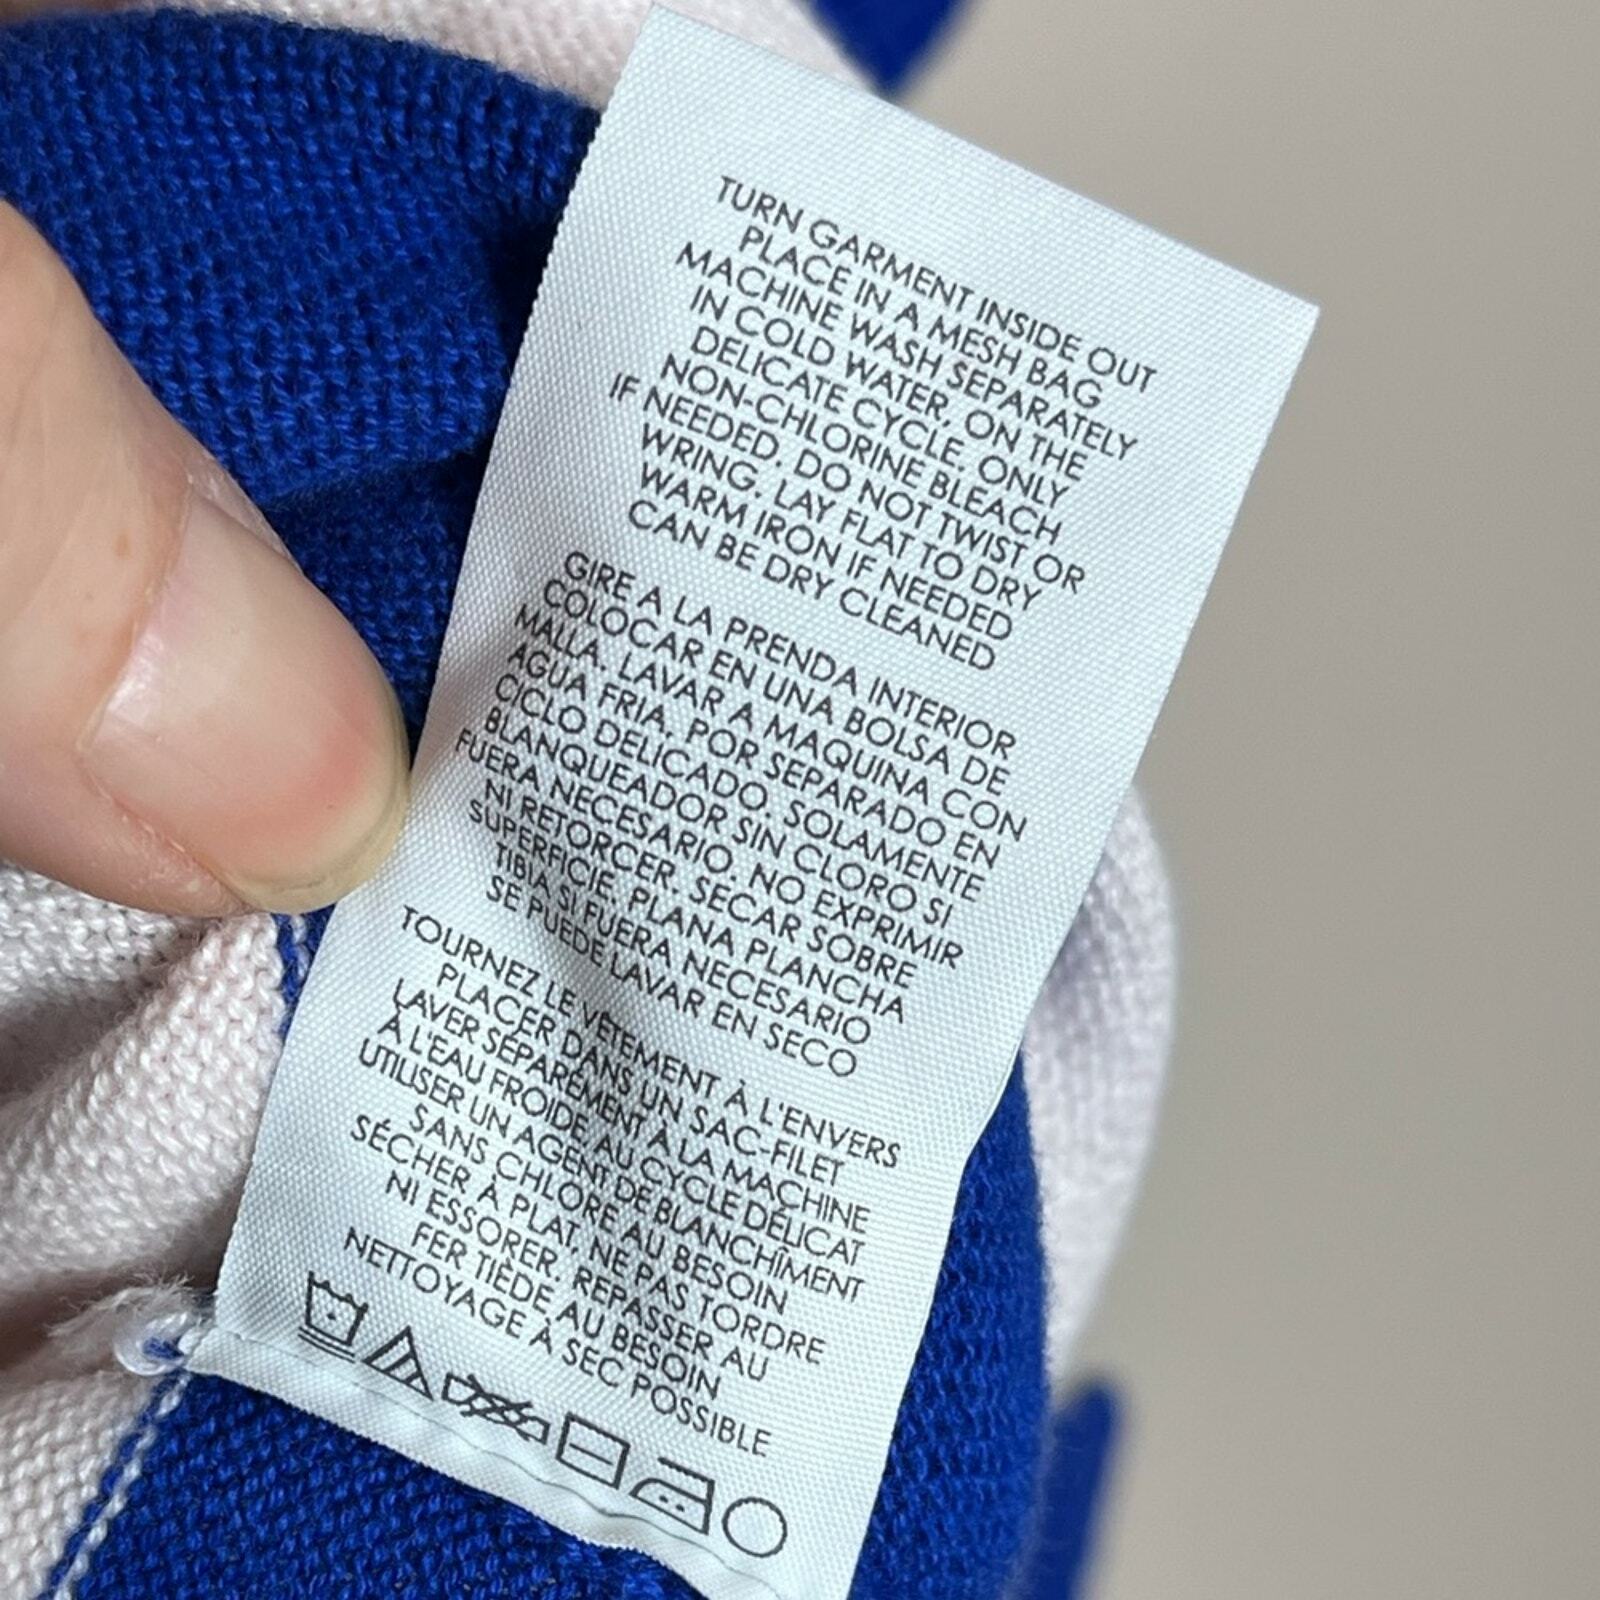 TURN GARMENT INSIDE OUT
PLACE IN A MESH BAG
MACHINE WASH SEPARATELY
IN COLD WATER, ON THE
DELICATE CYCLE. ONLY
NON-CHLORINE BLEACH
IF NEEDED. DO NOT TWIST OR
WRING. LAY FLAT TO DRY
WARM IRON IF NEEDED
CAN BE DRY CLEANED
GIRE A LA PRENDA INTERIOR
COLOCAR EN UNA BOLSA DE
MALLA. LAVAR A MAQUINA CON
AGUA FRIA. POR SEPARADO EN
CICLO DELICADO. SOLAMENTE
BLANQUEADOR SIN CLORO SI
FUERA NECESARIO. NO EXPRIMIR
NI RETORCER. SECAR SOBRE
SUPERFICIE. PLANA PLANCHA
TIBIA SI FUERA NECESARIO
SE PUEDE LAVAR EN SECO
TOURNEZ LE VÊTEMENT À L'ENVERS
PLACER DANS UN SAC-FILET
LAVER SÉPARÉMENT À LA MACHINE
À L'EAU FROIDE, AU CYCLE DÉLICAT
UTILISER UN AGENT DE BLANCHÎMENT
SANS CHLORE AU BESOIN
SÉCHER À PLAT, NE PAS TORDRE
NI ESSORER. REPASSER AU
FER TIÈDE AU BESOIN
NETTOYAGE À SEC POSSIBLE